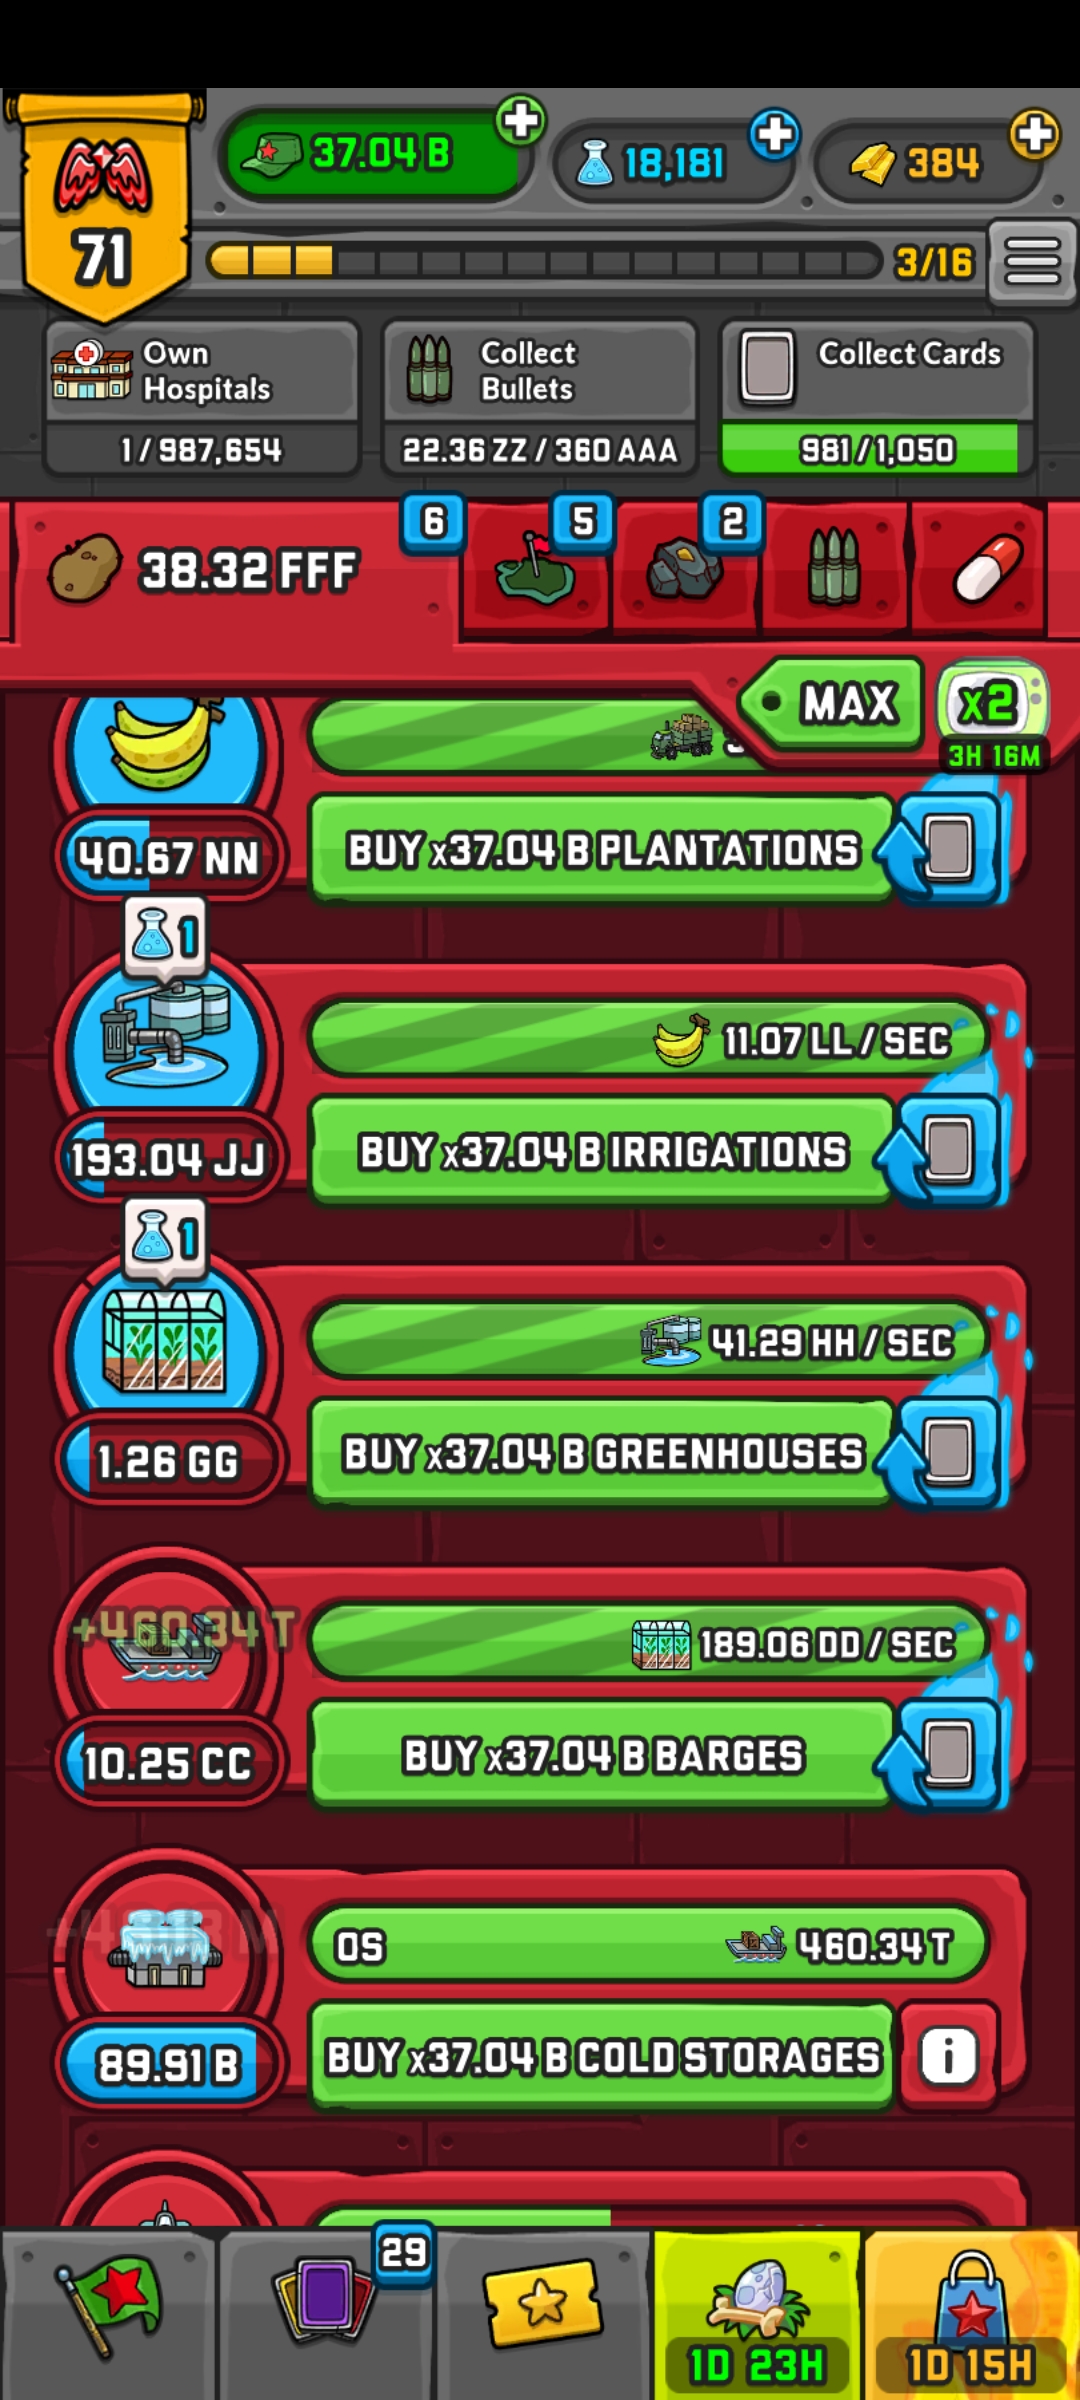 37.04 B
18,181
384
71
3/16
Own
Hospitals
1 / 987,654
Collect
Bullets
22.36 ZZ / 360 AAA
Collect Cards
981 / 1,050
38.32 FFF
6
5
2
MAX
x2
3H 16M
40.67 NN
BUY x37.04 B PLANTATIONS
1
11.07 LL / SEC
193.04 JJ
BUY x37.04 B IRRIGATIONS
1
41.29 HH / SEC
1.26 GG
BUY x37.04 B GREENHOUSES
+460.34 T
189.06 DD / SEC
10.25 CC
BUY x37.04 B BARGES
0S
460.34 T
89.91 B
BUY x37.04 B COLD STORAGES
29
1D 23H
1D 15H